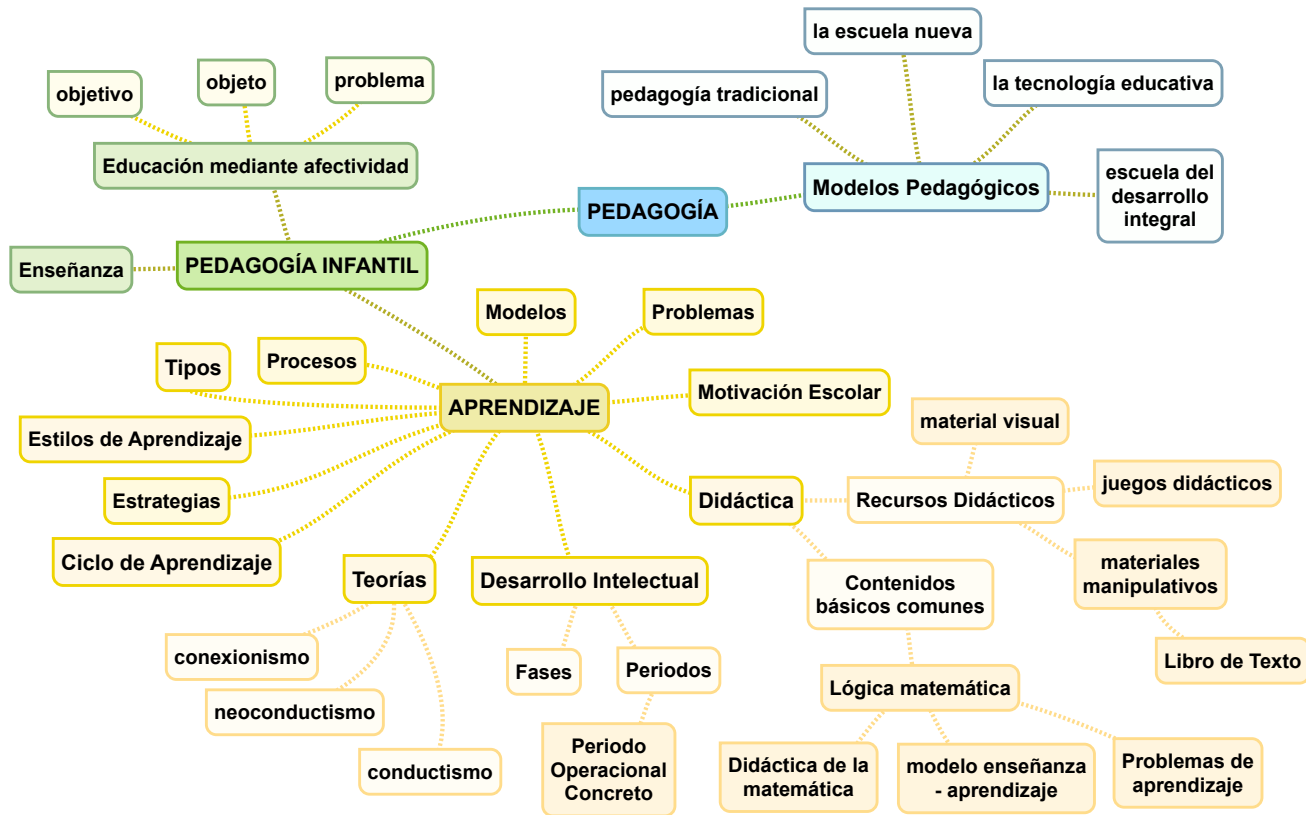 la escuela nueva
objetivo
objeto
problema
pedagogía tradicional
la tecnología educativa
Educación mediante afectividad
PEDAGOGÍA
Modelos Pedagógicos
escuela del
desarrollo
integral
Enseñanza
PEDAGOGÍA INFANTIL
Modelos
Problemas
Tipos
Procesos
APRENDIZAJE
Motivación Escolar
Estilos de Aprendizaje
material visual
Estrategias
Didáctica
Recursos Didácticos
juegos didácticos
Ciclo de Aprendizaje
Teorías
Desarrollo Intelectual
Contenidos
básicos comunes
materiales
manipulativos
conexionismo
Fases
Periodos
Libro de Texto
neoconductismo
Lógica matemática
conductismo
Periodo
Operacional
Concreto
Didáctica de la
matemática
modelo enseñanza
- aprendizaje
Problemas de
aprendizaje